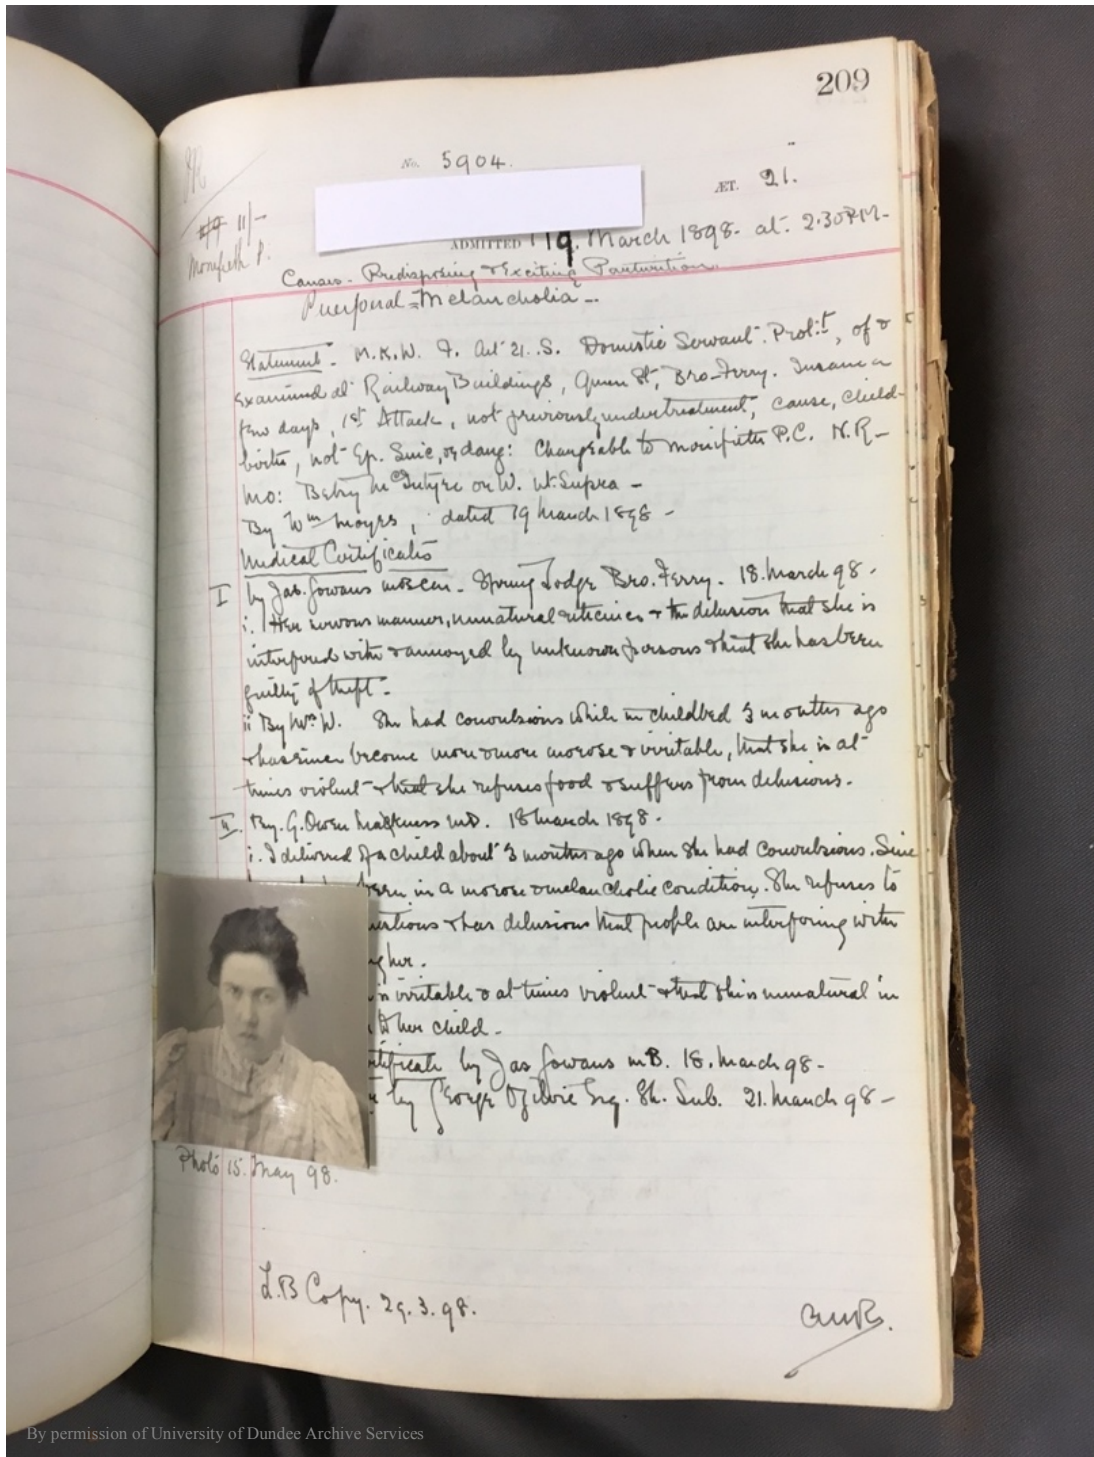 209
No. 5904.
ÆT. 21.
11/-
Monifieth P.
ADMITTED 19. March 1898. at. 2.30 P.M-
Causes - Predisposing & Exciting Parturition.
Puerperal Melancholia -
Statement - M.K.W. F. aet 21. S. Domestic Servant. Prot:t, of &
examined at Railway Buildings, Queen St, Bro-Ferry. Insane a
few days, 1st Attack, not previously under treatment, cause, child-
birth, not Ep. Suic, or dang: Chargeable to Monifieth P.C. N.R-
Mo: Betsy McIntyre or W. Ut. Supra -
By Wm Moyes, dated 19 March 1898 -
Medical Certificates
I by Jas. Gowans . Spring Lodge Bro. Ferry. 18. March 98.
i. Her nervous manner, unnatural reticence & the delusion that she is
interfered with & annoyed by unknown persons & that she has been
guilty of theft -
ii By Mrs W. She had convulsions while in childbed 3 months ago
& has since become more & more morose & irritable, that she is at
times violent & that she refuses food & suffers from delusions.
II. By. G. Owen Mackness M.D. 18 March 1898.
i. I delivered of a child about 3 months ago when she had convulsions. Since
been in a morose & melancholic condition. She refuses to
& has delusions that people are interfering with
her.
is irritable & at times violent & that she is unnatural in
to her child -
by Jas Gowans M.B. 18. March 98 -
by George Ogilvie Esq. Sh. Sub. 21. March 98 -
Photo 15. May 98.
L.B Copy. 29.3.98.
By permission of University of Dundee Archive Services